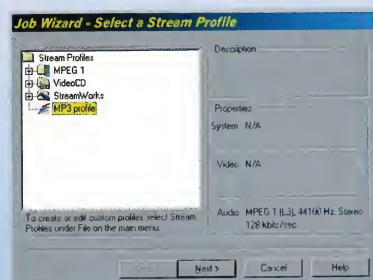 Job Wizard - Select a Stream Profile
Stream Profiles
MPEG 1
VideoCD
StreamWorks
MP3 profile
To create or edit custom profiles select Stream
Profiles under File on the main menu.
Description
Properties
System N/A
Video N/A
Audio MPEG 1 (L3), 44100 Hz, Stereo
128 kbits/sec
Next >
Cancel
Help